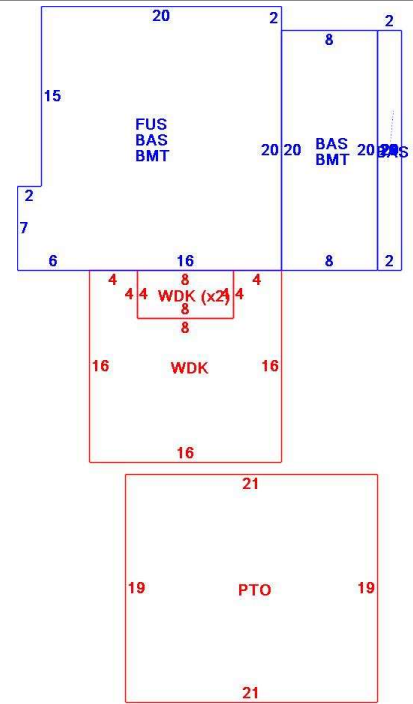 20 2 2
8
15
FUS
BAS
BMT
BAS
BMT
20 20 20 BAS
2
7
6 16 8 2
4 8 4
4 4 WDK (x2) 4
8
8
16 WDK 16
16
21
19 PTO 19
21